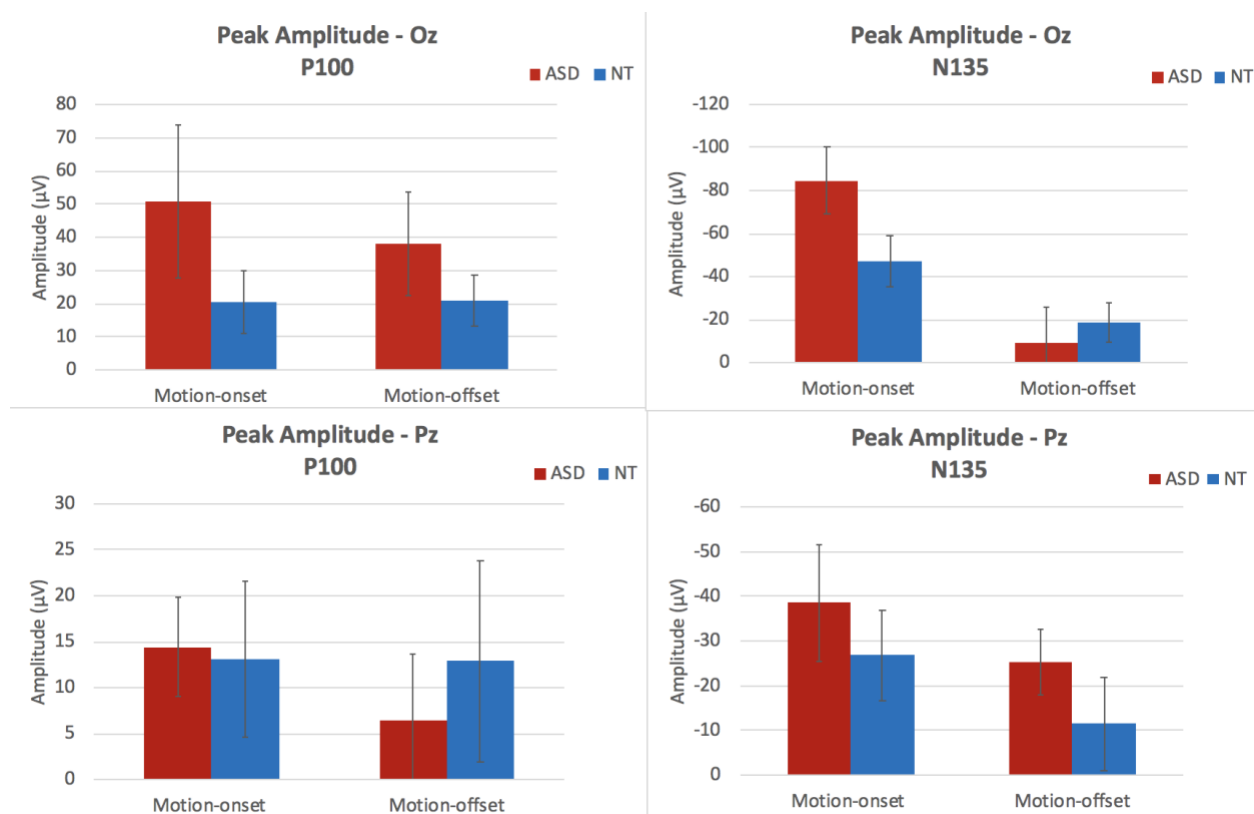 Peak Amplitude - Oz
P100
ASD NT
Amplitude (µV)
80
70
60
50
40
30
20
10
0
Motion-onset Motion-offset
Peak Amplitude - Oz
N135
ASD NT
Amplitude (µV)
-120
-100
-80
-60
-40
-20
0
Motion-onset Motion-offset
Peak Amplitude - Pz
P100
ASD NT
Amplitude (µV)
30
25
20
15
10
5
0
Motion-onset Motion-offset
Peak Amplitude - Pz
N135
ASD NT
Amplitude (µV)
-60
-50
-40
-30
-20
-10
0
Motion-onset Motion-offset